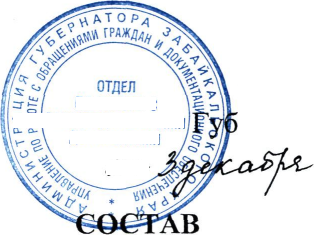 АДМИНИСТРАЦИЯ ГУБЕРНАТОРА ЗАБАЙКАЛЬСКОГО КРАЯ
УПРАВЛЕНИЕ ПО РАБОТЕ С ОБРАЩЕНИЯМИ ГРАЖДАН И ДОКУМЕНТАЦИОННОГО ОБЕСПЕЧЕНИЯ
ОТДЕЛ
Губ
3 декабря
СОСТАВ